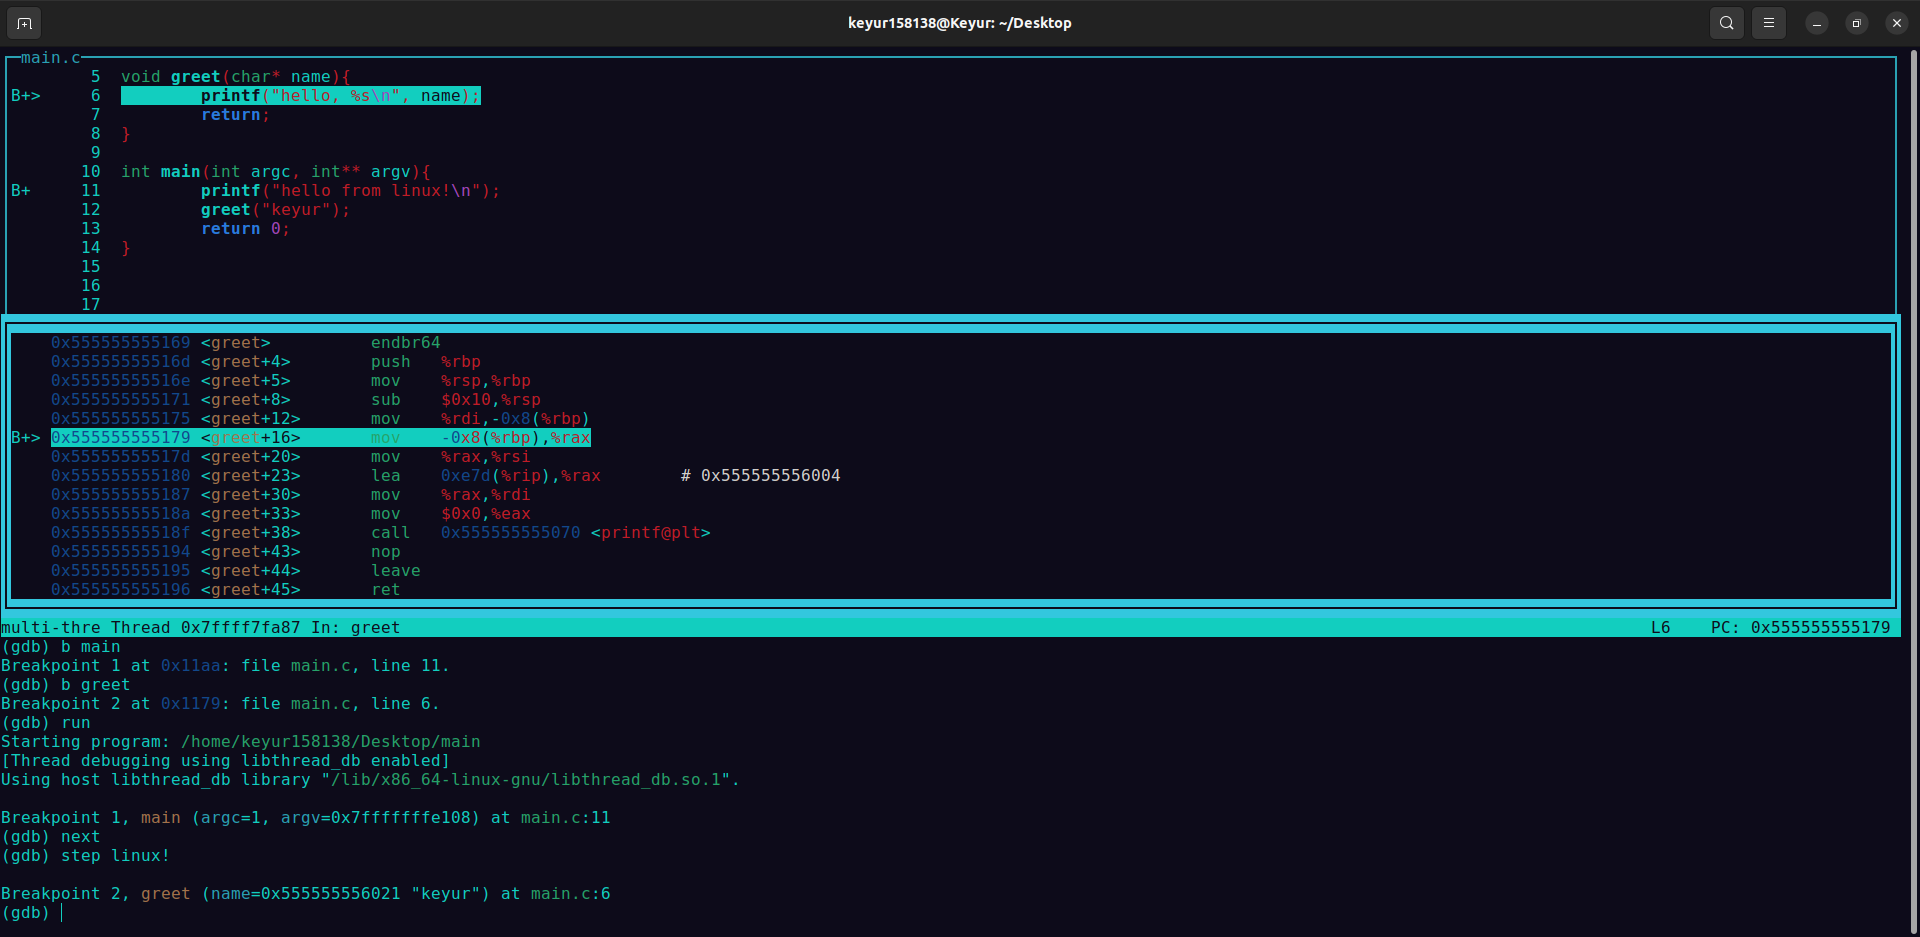 keyur158138@Keyur: ~/Desktop
main.c
5 void greet(char* name){
B+> 6 printf("hello, %s\n", name);
7 return;
8 }
9
10 int main(int argc, int** argv){
B+ 11 printf("hello from linux!\n");
12 greet("keyur");
13 return 0;
14 }
15
16
17
0x555555555169 <greet> endbr64
0x55555555516d <greet+4> push %rbp
0x55555555516e <greet+5> mov %rsp,%rbp
0x555555555171 <greet+8> sub $0x10,%rsp
0x555555555175 <greet+12> mov %rdi,-0x8(%rbp)
B+> 0x555555555179 <greet+16> mov -0x8(%rbp),%rax
0x55555555517d <greet+20> mov %rax,%rsi
0x555555555180 <greet+23> lea 0xe7d(%rip),%rax # 0x555555556004
0x555555555187 <greet+30> mov %rax,%rdi
0x55555555518a <greet+33> mov $0x0,%eax
0x55555555518f <greet+38> call 0x555555555070 <printf@plt>
0x555555555194 <greet+43> nop
0x555555555195 <greet+44> leave
0x555555555196 <greet+45> ret
multi-thre Thread 0x7ffff7fa87 In: greet L6 PC: 0x555555555179
(gdb) b main
Breakpoint 1 at 0x11aa: file main.c, line 11.
(gdb) b greet
Breakpoint 2 at 0x1179: file main.c, line 6.
(gdb) run
Starting program: /home/keyur158138/Desktop/main
[Thread debugging using libthread_db enabled]
Using host libthread_db library "/lib/x86_64-linux-gnu/libthread_db.so.1".
Breakpoint 1, main (argc=1, argv=0x7fffffffe108) at main.c:11
(gdb) next
(gdb) step linux!
Breakpoint 2, greet (name=0x555555556021 "keyur") at main.c:6
(gdb)